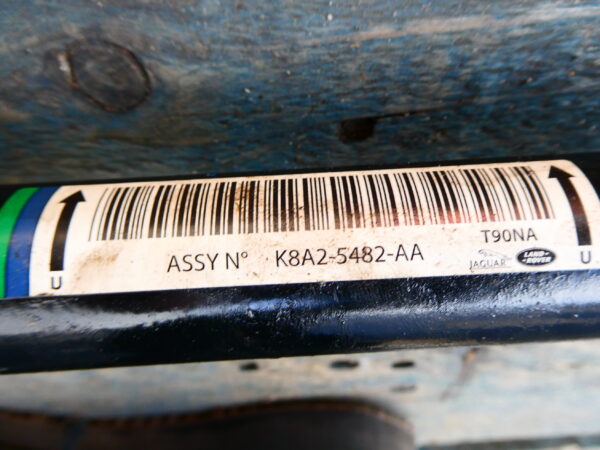 T90NA
ASSY N° K8A2-5482-AA
JAGUAR LAND-ROVER
U U